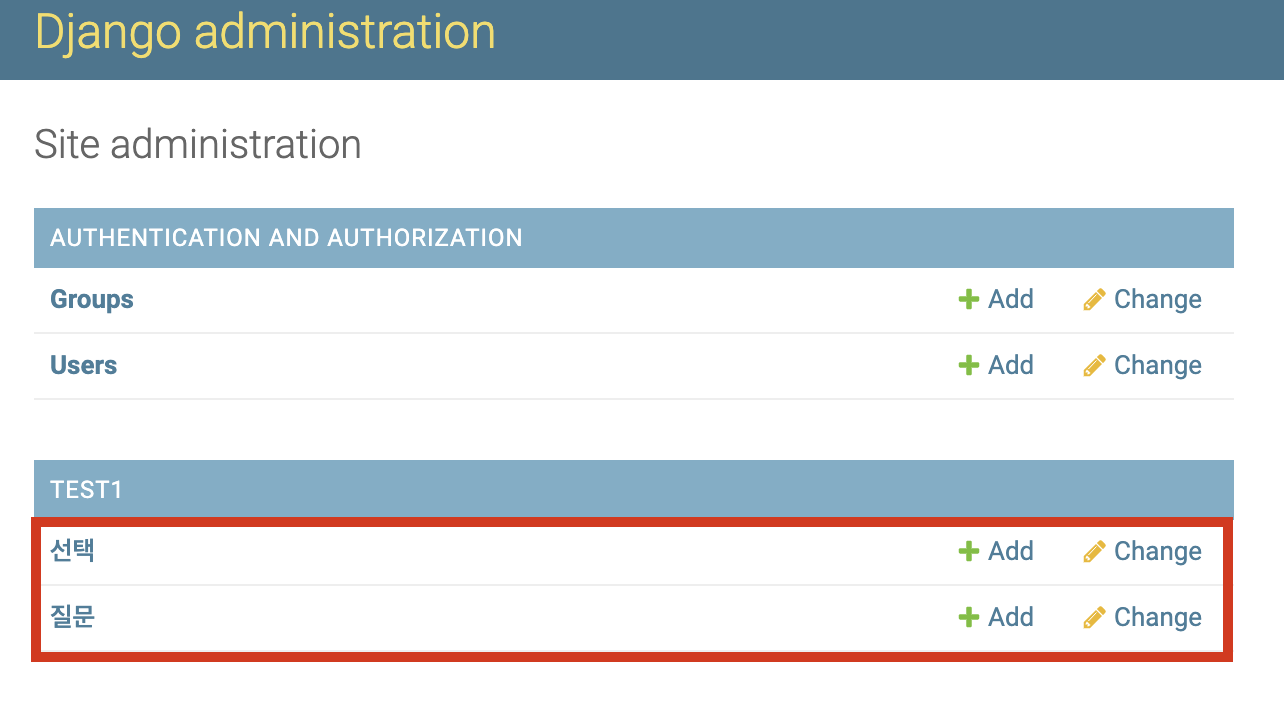 Django administration
Site administration
AUTHENTICATION AND AUTHORIZATION
Groups Add Change
Users Add Change
TEST1
선택 Add Change
질문 Add Change